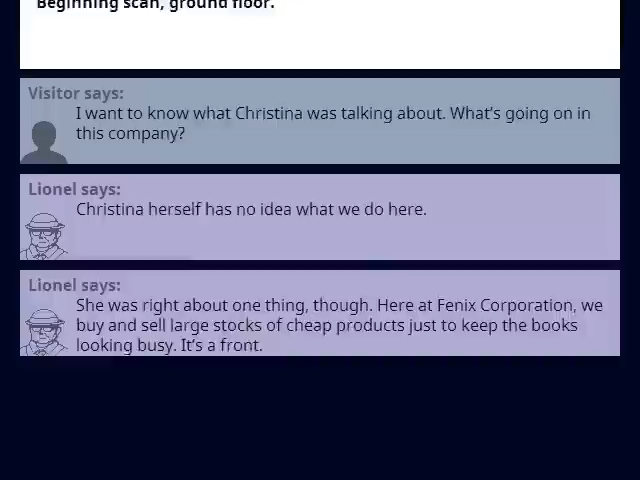 Beginning scan, ground floor.
Visitor says:
I want to know what Christina was talking about. What's going on in
this company?
Lionel says:
Christina herself has no idea what we do here.
Lionel says:
She was right about one thing, though. Here at Fenix Corporation, we
buy and sell large stocks of cheap products just to keep the books
looking busy. It's a front.